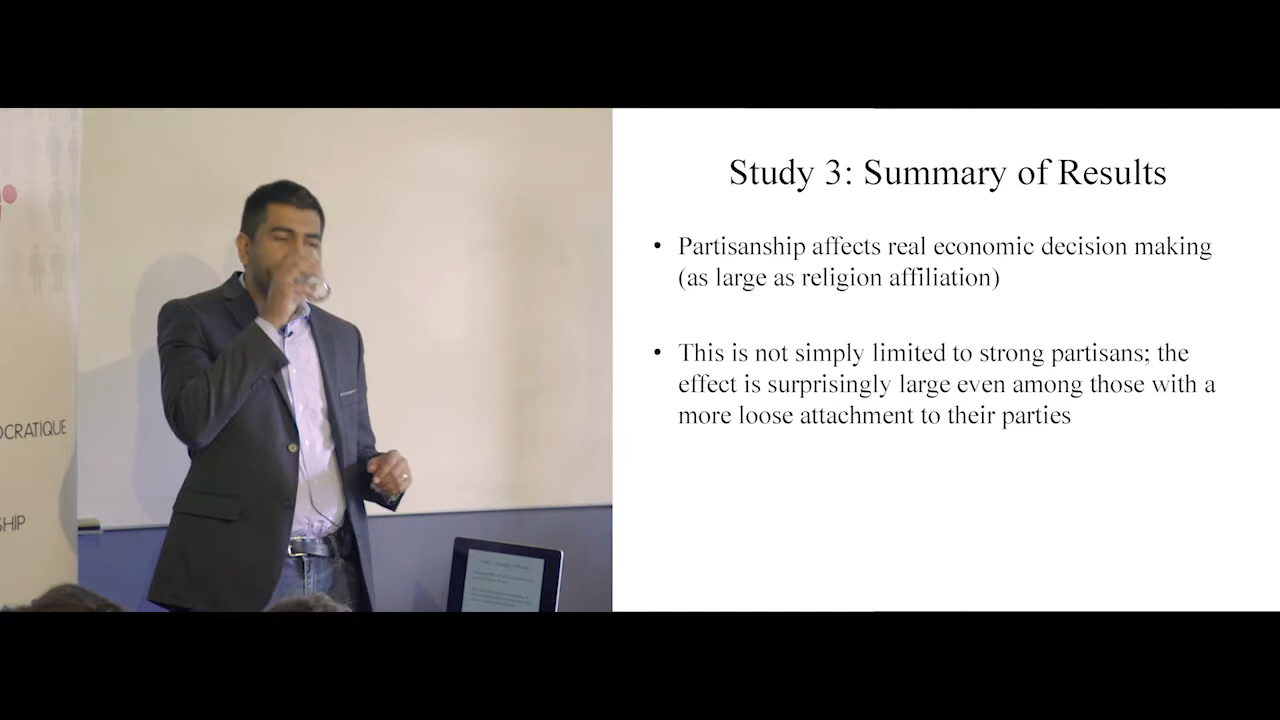 OCRATIQUE
SHIP
Study 3: Summary of Results
• Partisanship affects real economic decision making
(as large as religion affiliation)
• This is not simply limited to strong partisans; the
effect is surprisingly large even among those with a
more loose attachment to their parties